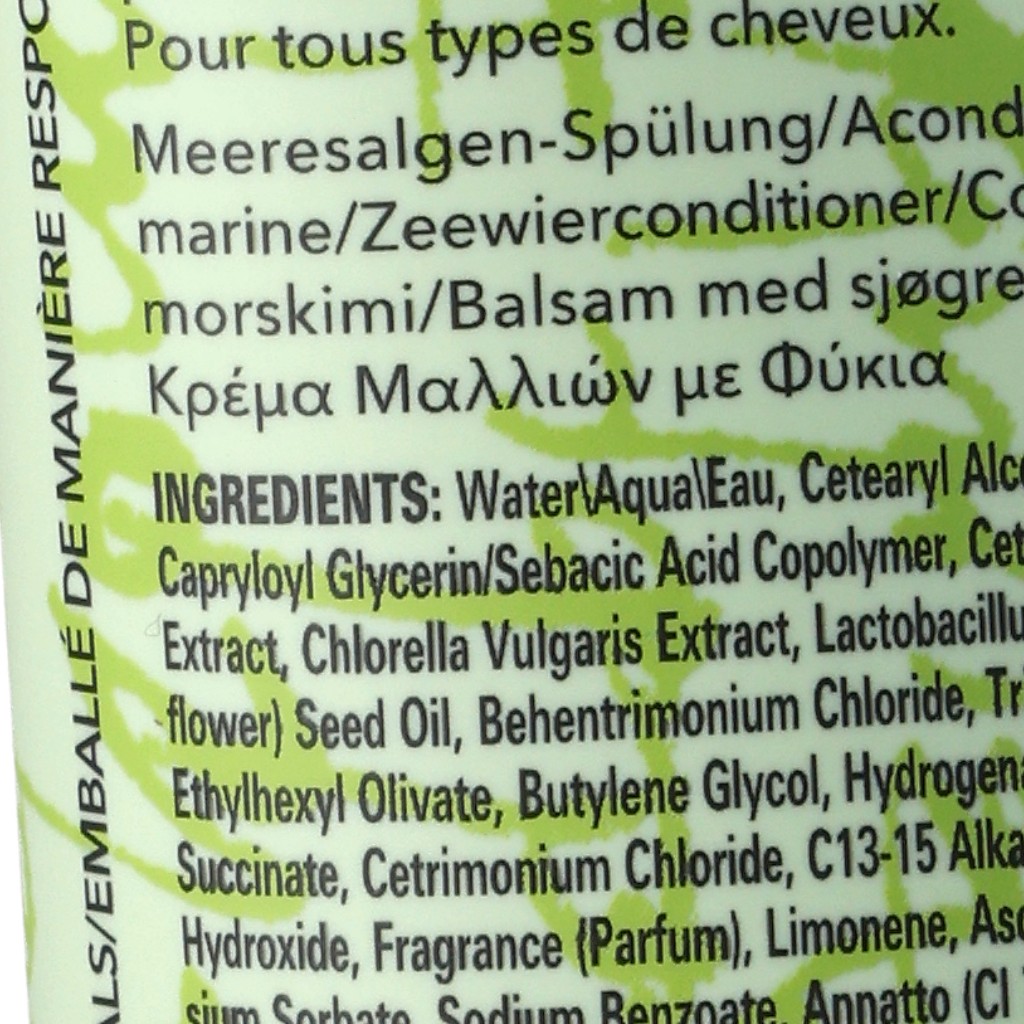 Pour tous types de cheveux.
Meeresalgen-Spülung/Acond
marine/Zeewierconditioner/Co
morskimi/Balsam med sjøgre
Κρέμα Μαλλιών με Φύκια
INGREDIENTS: Water\Aqua\Eau, Cetearyl Alco
Capryloyl Glycerin/Sebacic Acid Copolymer, Cet
Extract, Chlorella Vulgaris Extract, Lactobacillu
flower) Seed Oil, Behentrimonium Chloride, Tr
Ethylhexyl Olivate, Butylene Glycol, Hydrogena
Succinate, Cetrimonium Chloride, C13-15 Alka
Hydroxide, Fragrance (Parfum), Limonene, Asc
sium Sorbate, Sodium Benzoate, Annatto (CI
ALS/EMBALLÉ DE MANIÈRE RESPO